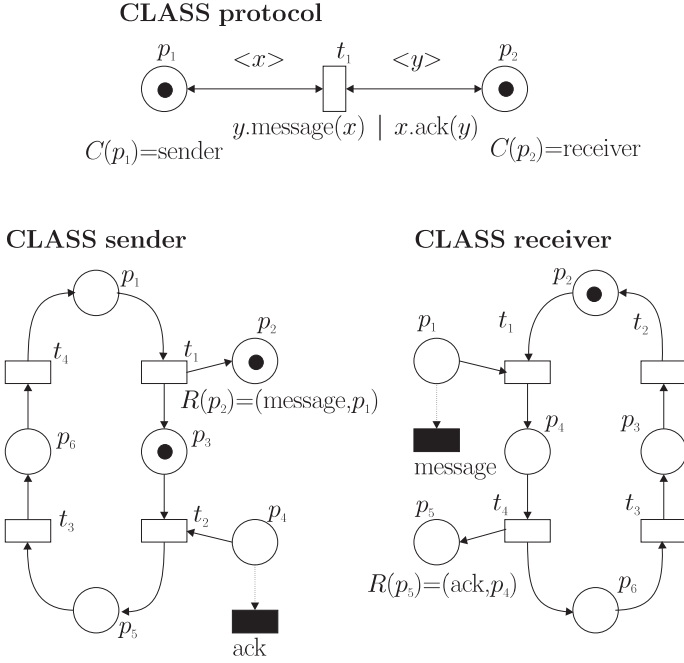 CLASS protocol
p₁ <x> t₁ <y> p₂
y.message(x) | x.ack(y)
C(p₁)=sender C(p₂)=receiver
CLASS sender
p₁
p₂
t₄ t₁
R(p₂)=(message,p₁)
p₆ p₃
t₃ t₂ p₄
p₅
ack
CLASS receiver
p₂
p₁ t₁ t₂
p₄ p₃
message
p₅ t₄ t₃
R(p₅)=(ack,p₄) p₆